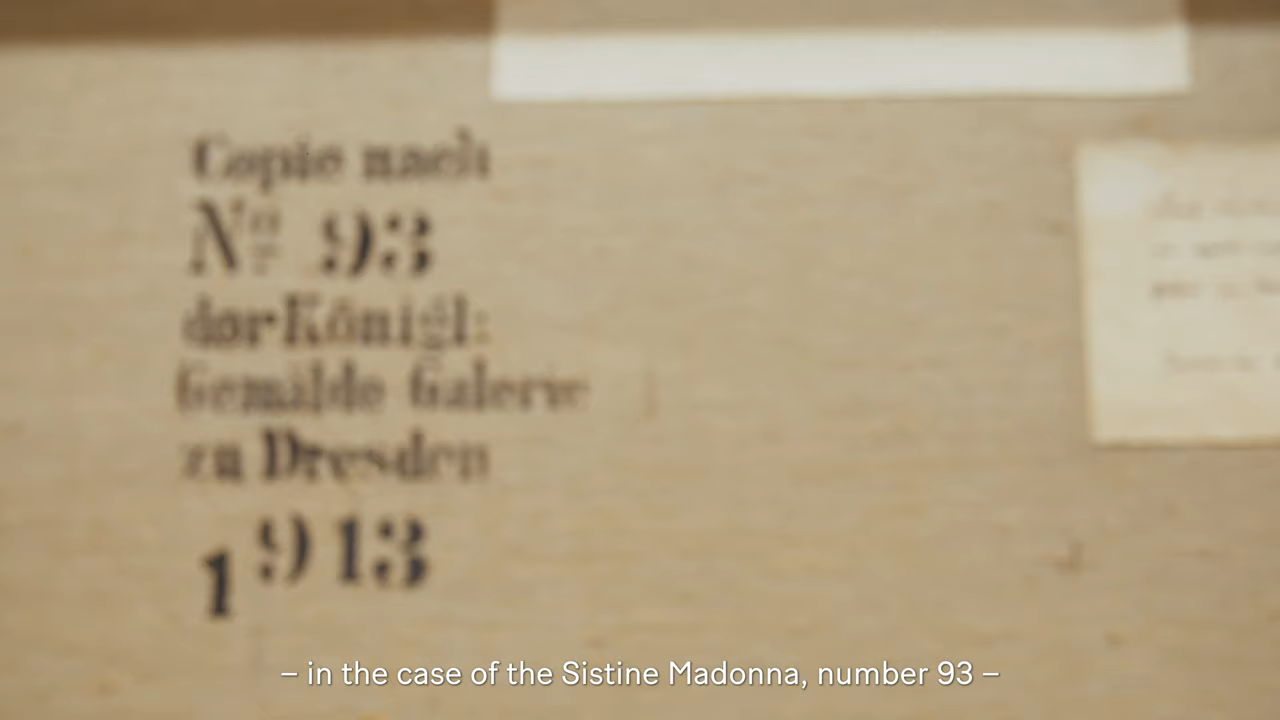 Copie nach
Nº 93
der Königl:
Gemälde Galerie
zu Dresden
1913
– in the case of the Sistine Madonna, number 93 –